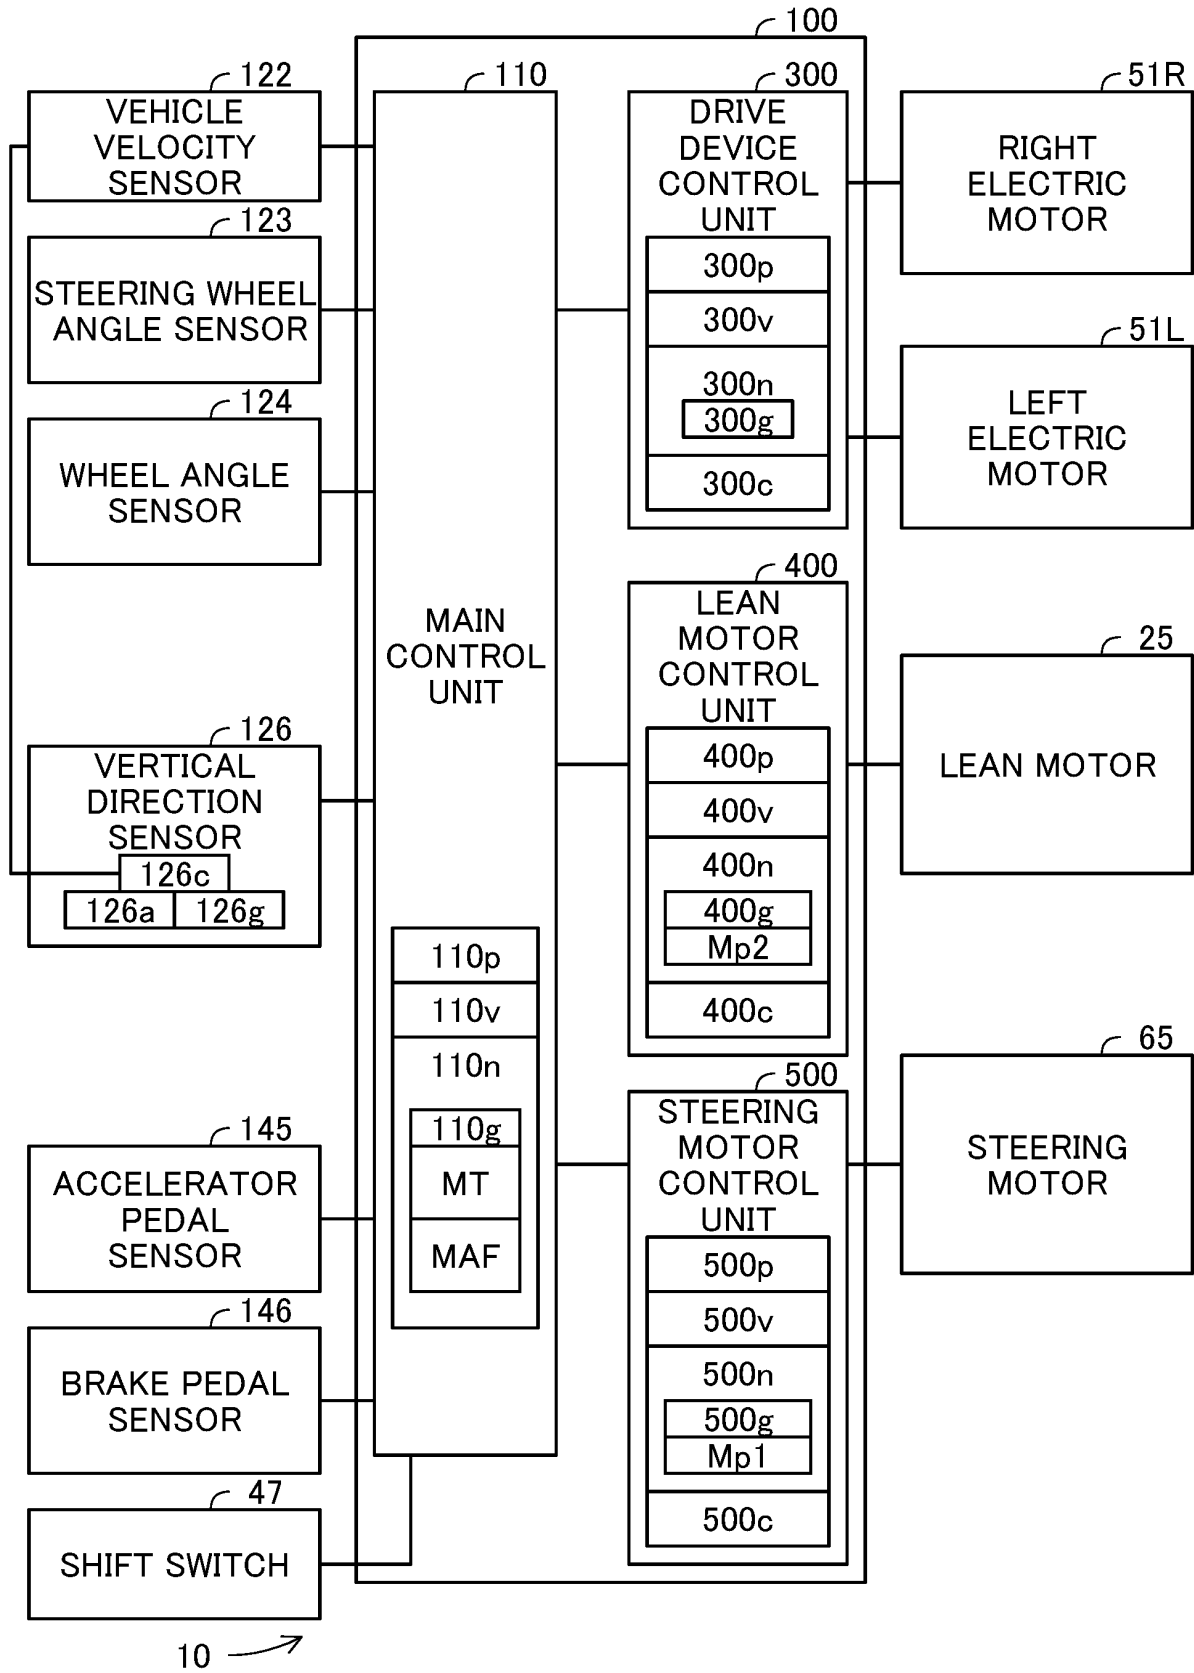 100
122
VEHICLE
VELOCITY
SENSOR
123
STEERING WHEEL
ANGLE SENSOR
124
WHEEL ANGLE
SENSOR
126
VERTICAL
DIRECTION
SENSOR
126c
126a
126g
145
ACCELERATOR
PEDAL
SENSOR
146
BRAKE PEDAL
SENSOR
47
SHIFT SWITCH
10
110
MAIN
CONTROL
UNIT
110p
110v
110n
110g
MT
MAF
300
DRIVE
DEVICE
CONTROL
UNIT
300p
300v
300n
300g
300c
400
LEAN
MOTOR
CONTROL
UNIT
400p
400v
400n
400g
Mp2
400c
500
STEERING
MOTOR
CONTROL
UNIT
500p
500v
500n
500g
Mp1
500c
51R
RIGHT
ELECTRIC
MOTOR
51L
LEFT
ELECTRIC
MOTOR
25
LEAN MOTOR
65
STEERING
MOTOR